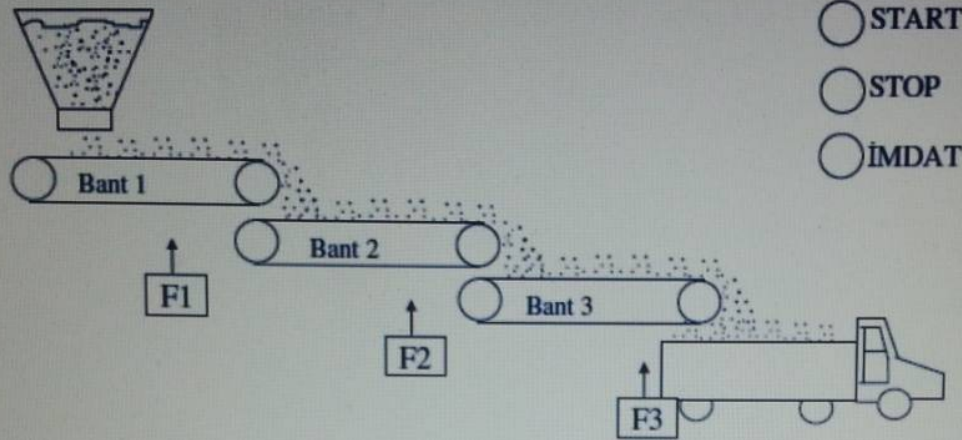 START
STOP
İMDAT
Bant 1
Bant 2
Bant 3
F1
F2
F3